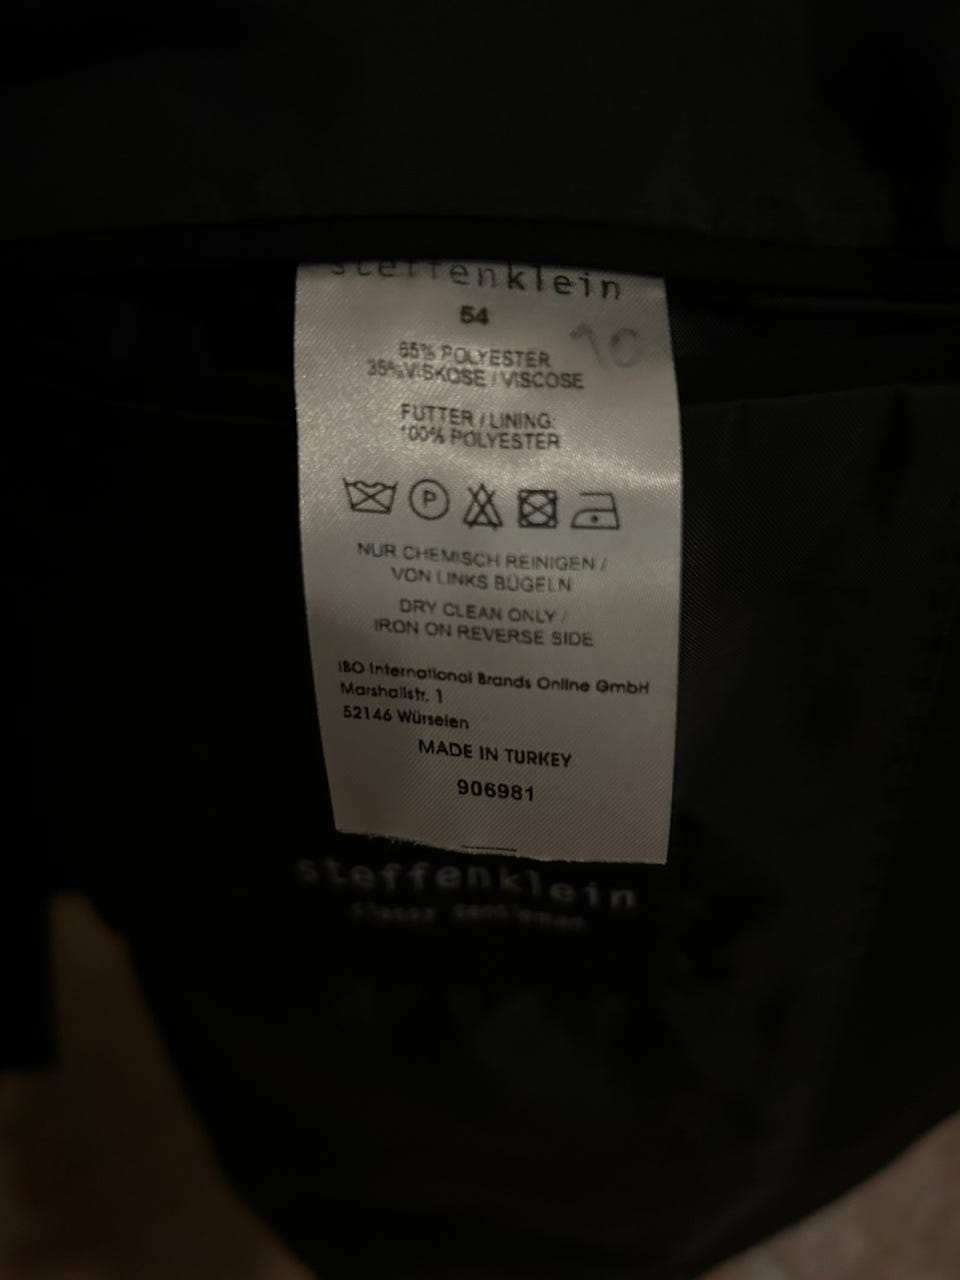 steffenklein
54
10
65% POLYESTER
35% VISKOSE / VISCOSE
FUTTER / LINING:
100% POLYESTER
P
NUR CHEMISCH REINIGEN /
VON LINKS BÜGELN
DRY CLEAN ONLY /
IRON ON REVERSE SIDE
IBO International Brands Online GmbH
Marshallstr. 1
52146 Würselen
MADE IN TURKEY
906981
steffenklein
classy gentleman